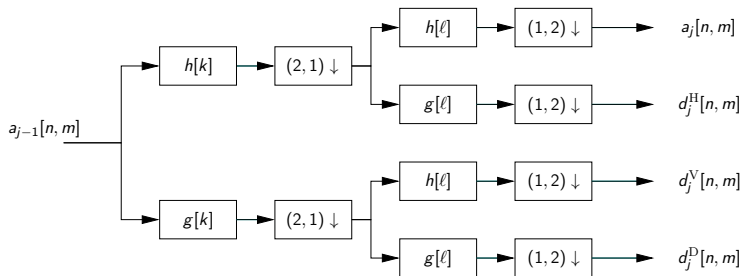 h[ℓ] (1, 2) ↓ a_j[n, m]
h[k] (2, 1) ↓
g[ℓ] (1, 2) ↓ d_j^H[n, m]
a_{j−1}[n, m]
h[ℓ] (1, 2) ↓ d_j^V[n, m]
g[k] (2, 1) ↓
g[ℓ] (1, 2) ↓ d_j^D[n, m]